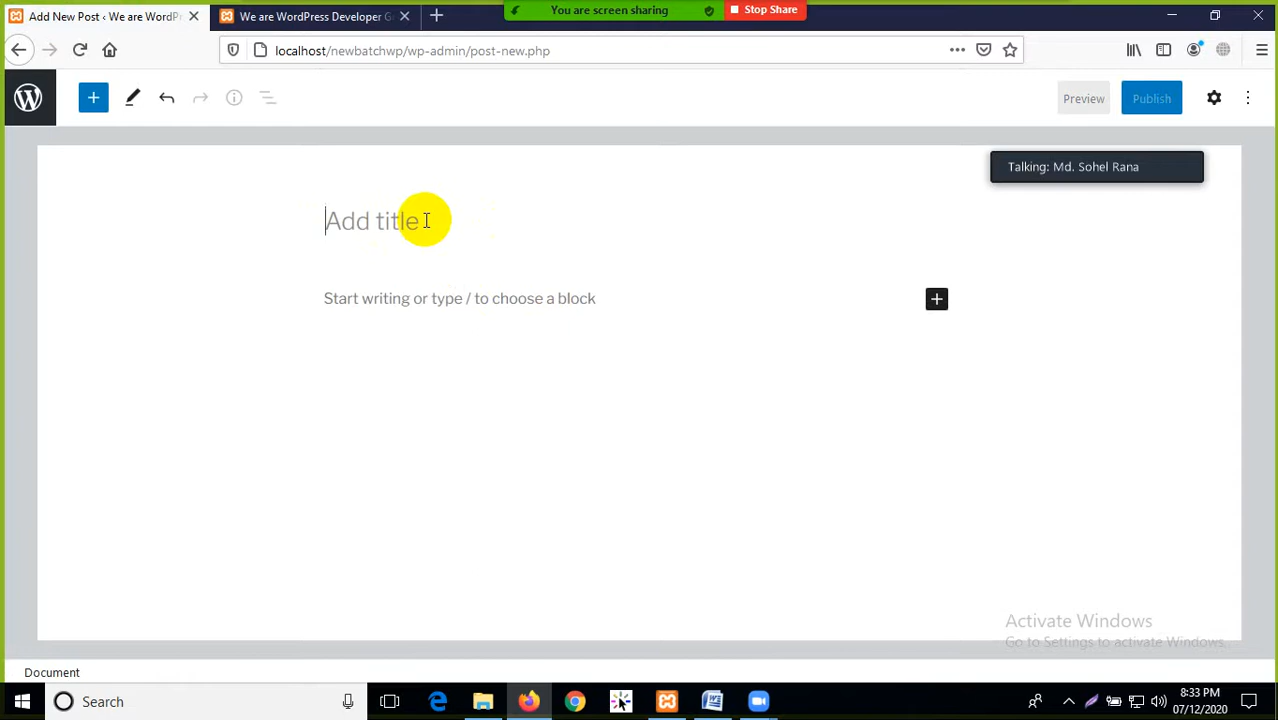 Add New Post ‹ We are WordPr
We are WordPress Developer G
You are screen sharing
Stop Share
localhost/newbatchwp/wp-admin/post-new.php
Preview
Publish
Talking: Md. Sohel Rana
Add title
Start writing or type / to choose a block
Activate Windows
Go to Settings to activate Windows.
Document
Search
8:33 PM
07/12/2020